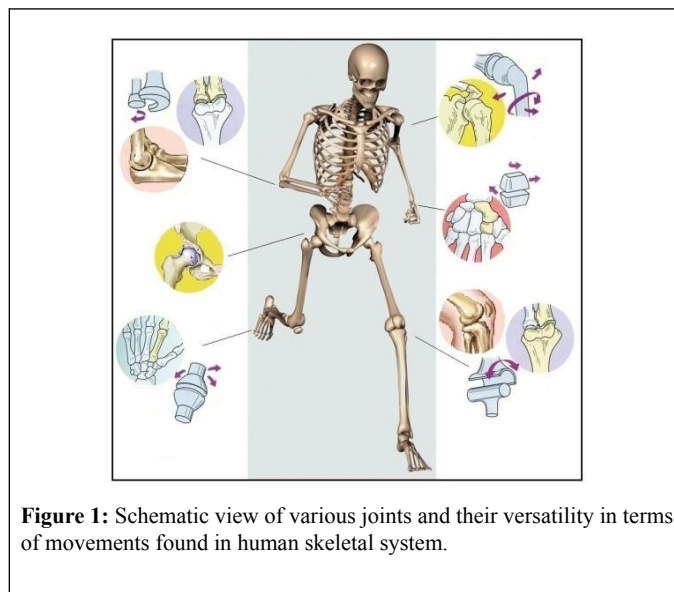 Figure 1: Schematic view of various joints and their versatility in terms
of movements found in human skeletal system.